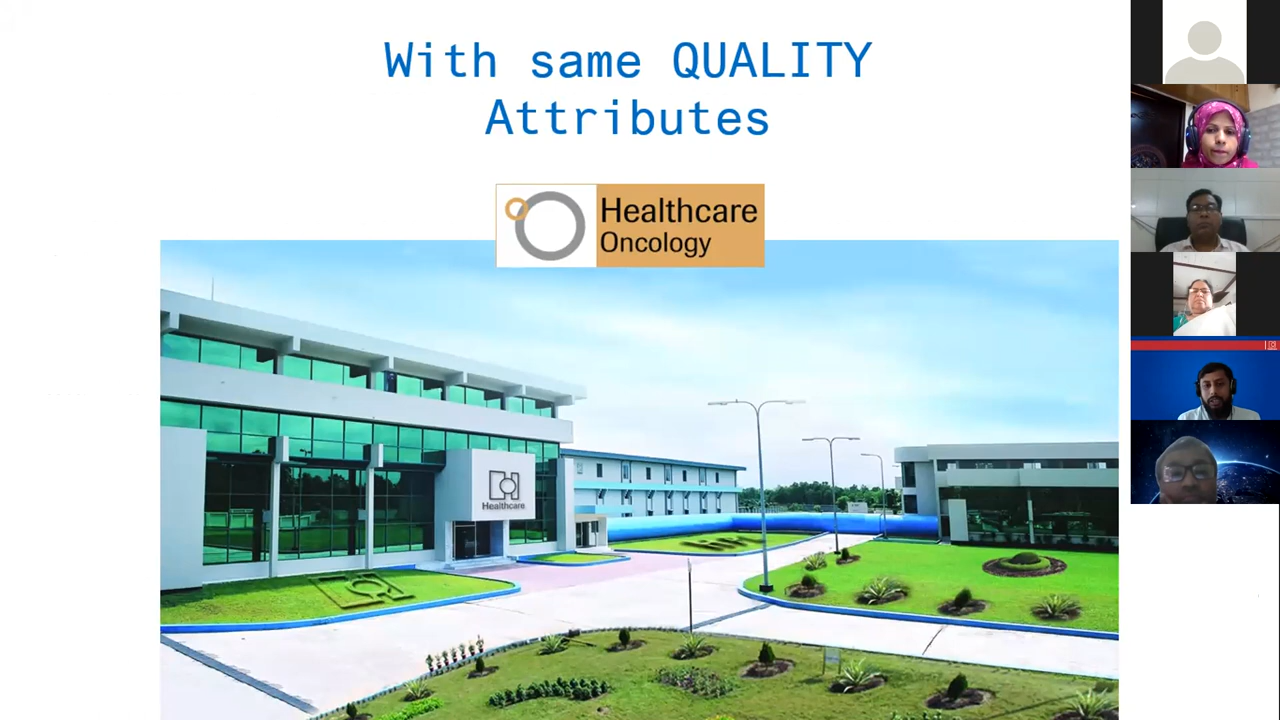 With same QUALITY
Attributes
Healthcare
Oncology
Healthcare